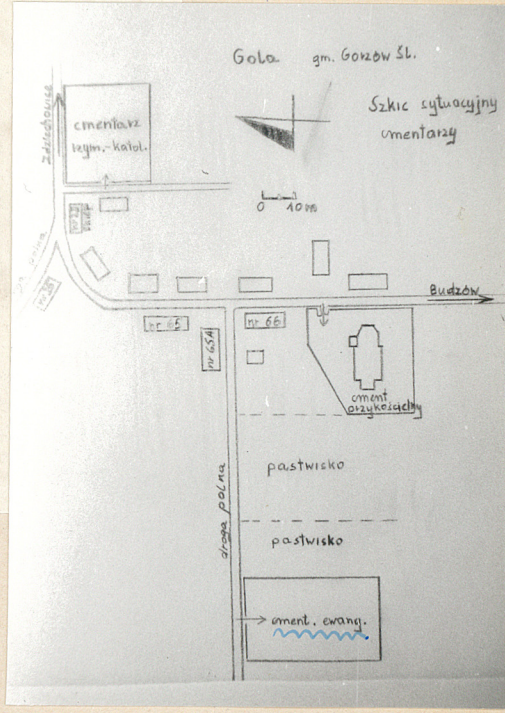 Gola gm. Gorzów Śl.
Szkic sytuacyjny
cmentarzy
Zdziechowice
cmentarz
rzym.-katol.
0 10 m
Budzów
nr 65
nr 65A
nr 66
cment
przykościelny
pastwisko
droga polna
pastwisko
cment. ewang.